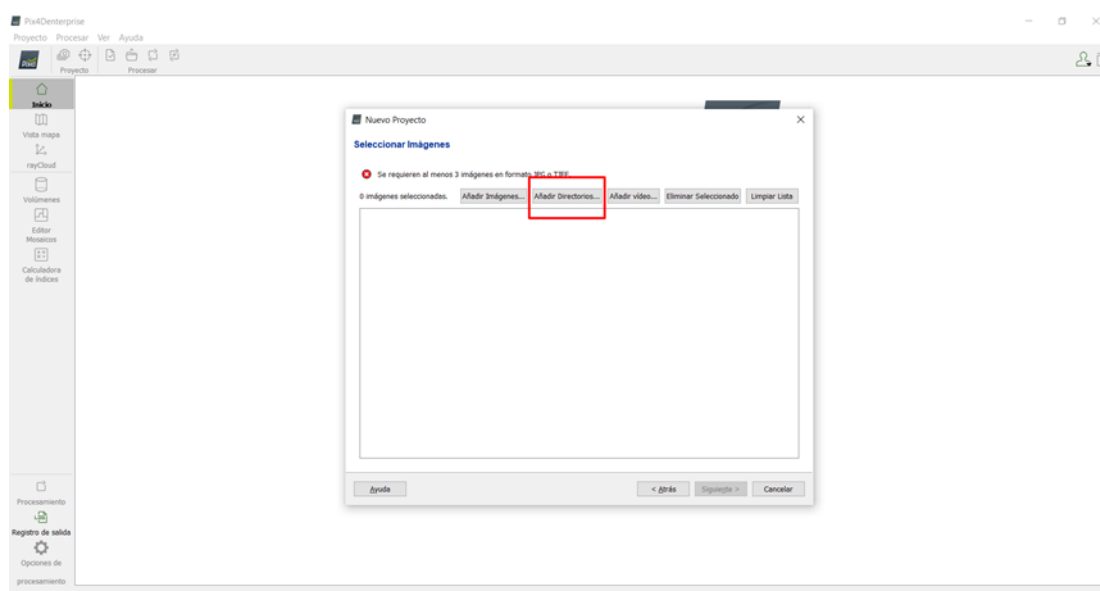 Pix4Denterprise
Proyecto Procesar Ver Ayuda
Proyecto Procesar
Inicio
Vista mapa
rayCloud
Volúmenes
Editor
Mosaicos
Calculadora
de índices
Nuevo Proyecto
Seleccionar Imágenes
Se requieren al menos 3 imágenes en formato JPG o TIFF.
0 imágenes seleccionadas. Añadir Imágenes... Añadir Directorios... Añadir vídeo... Eliminar Seleccionado Limpiar Lista
Ayuda < Atrás Siguiente > Cancelar
Procesamiento
Registro de salida
Opciones de
procesamiento